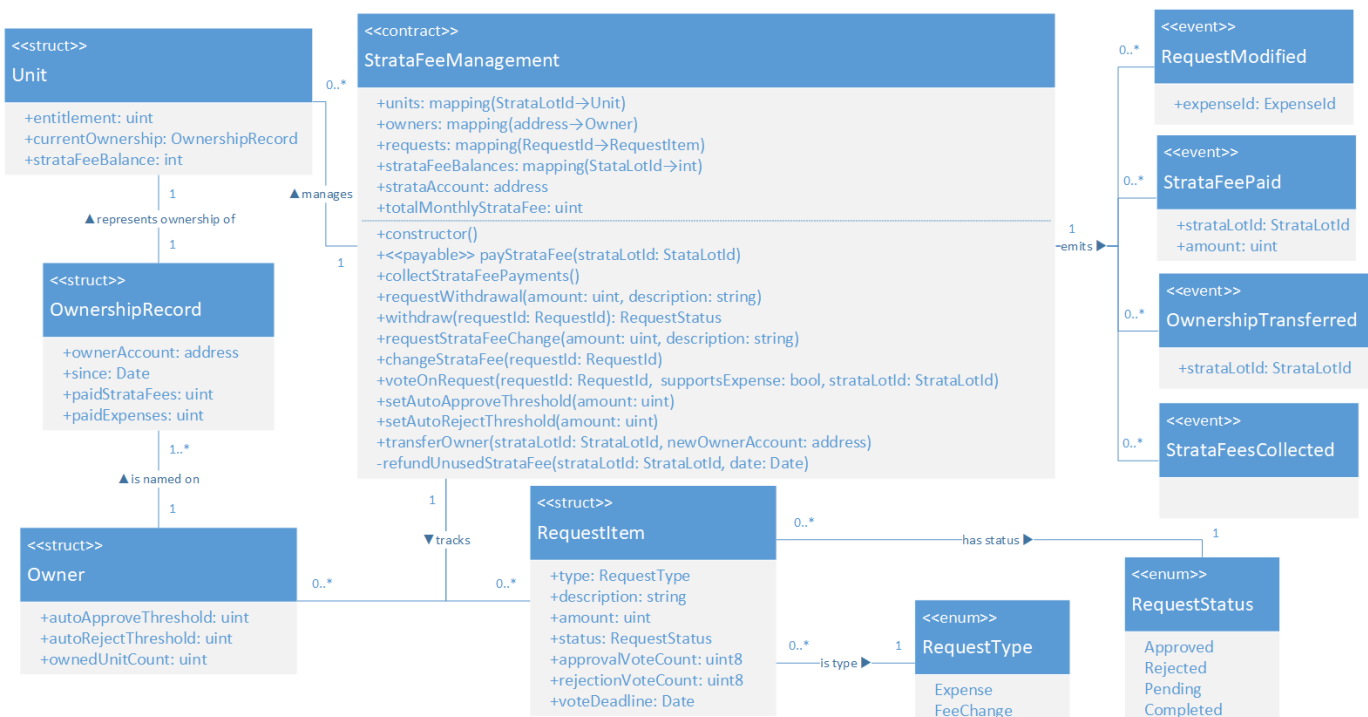 <<struct>>
Unit
+entitlement: uint
+currentOwnership: OwnershipRecord
+strataFeeBalance: int
1
▲represents ownership of
1
<<struct>>
OwnershipRecord
+ownerAccount: address
+since: Date
+paidStrataFees: uint
+paidExpenses: uint
1..*
▲is named on
1
<<struct>>
Owner
+autoApproveThreshold: uint
+autoRejectThreshold: uint
+ownedUnitCount: uint
0..*
▲manages
1
<<contract>>
StrataFeeManagement
+units: mapping(StrataLotId→Unit)
+owners: mapping(address→Owner)
+requests: mapping(RequestId→RequestItem)
+strataFeeBalances: mapping(StataLotId→int)
+strataAccount: address
+totalMonthlyStrataFee: uint
+constructor()
+<<payable>> payStrataFee(strataLotId: StataLotId)
+collectStrataFeePayments()
+requestWithdrawal(amount: uint, description: string)
+withdraw(requestId: RequestId): RequestStatus
+requestStrataFeeChange(amount: uint, description: string)
+changeStrataFee(requestId: RequestId)
+voteOnRequest(requestId: RequestId, supportsExpense: bool, strataLotId: StrataLotId)
+setAutoApproveThreshold(amount: uint)
+setAutoRejectThreshold(amount: uint)
+transferOwner(strataLotId: StrataLotId, newOwnerAccount: address)
-refundUnusedStrataFee(strataLotId: StrataLotId, date: Date)
1
▼tracks
0..*
0..*
<<struct>>
RequestItem
+type: RequestType
+description: string
+amount: uint
+status: RequestStatus
+approvalVoteCount: uint8
+rejectionVoteCount: uint8
+voteDeadline: Date
0..*
has status ▶
1
0..*
is type ▶
1
<<enum>>
RequestType
Expense
FeeChange
<<enum>>
RequestStatus
Approved
Rejected
Pending
Completed
1
emits ▶
0..*
<<event>>
RequestModified
+expenseId: ExpenseId
0..*
<<event>>
StrataFeePaid
+strataLotId: StrataLotId
+amount: uint
0..*
<<event>>
OwnershipTransferred
+strataLotId: StrataLotId
0..*
<<event>>
StrataFeesCollected